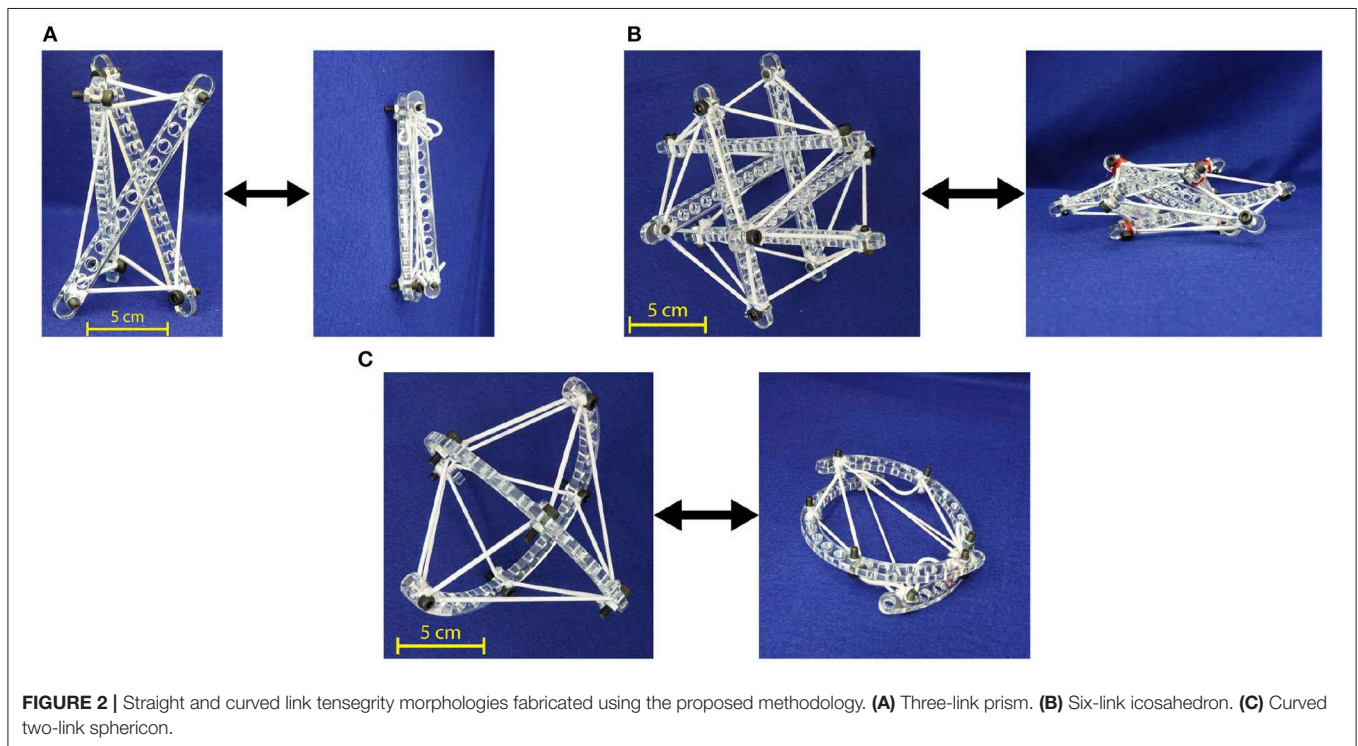 A
B
5 cm
5 cm
C
5 cm
FIGURE 2 | Straight and curved link tensegrity morphologies fabricated using the proposed methodology. (A) Three-link prism. (B) Six-link icosahedron. (C) Curved
two-link sphericon.